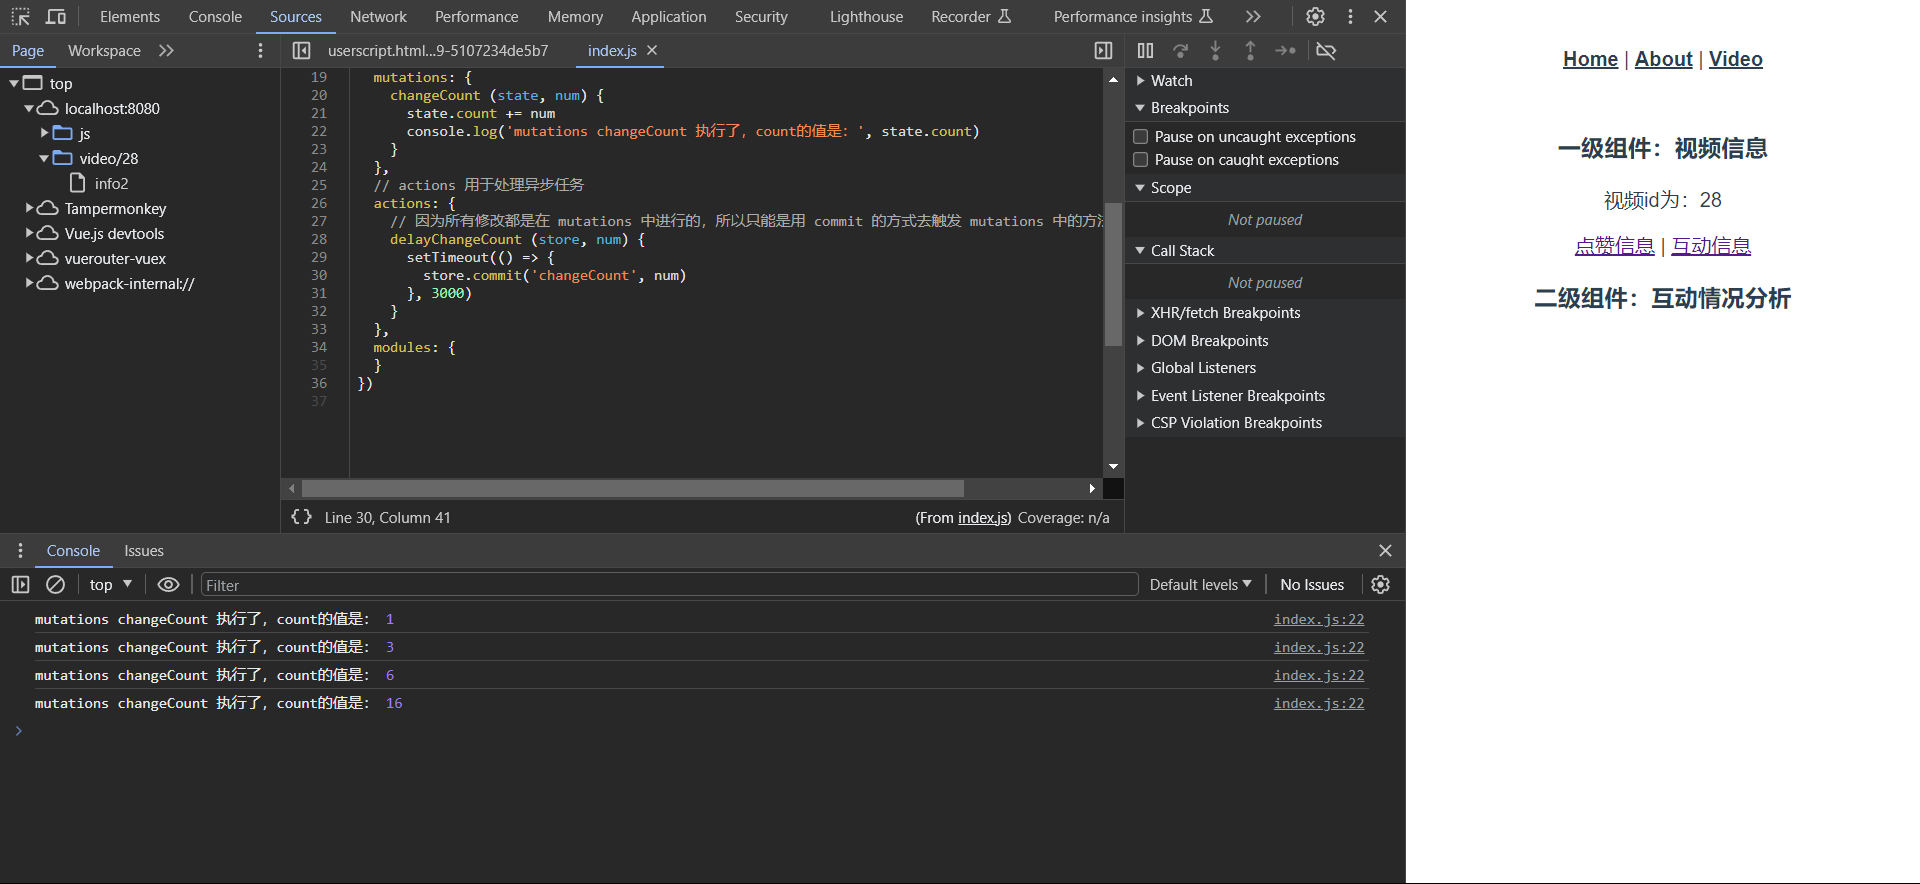 Elements Console Sources Network Performance Memory Application Security Lighthouse Recorder Performance insights
Page Workspace
userscript.html...9-5107234de5b7 index.js
top
localhost:8080
js
video/28
info2
Tampermonkey
Vue.js devtools
vuerouter-vuex
webpack-internal://
19 mutations: {
20 changeCount (state, num) {
21 state.count += num
22 console.log('mutations changeCount 执行了，count的值是：', state.count)
23 }
24 },
25 // actions 用于处理异步任务
26 actions: {
27 // 因为所有修改都是在 mutations 中进行的，所以只能是用 commit 的方式去触发 mutations 中的方法
28 delayChangeCount (store, num) {
29 setTimeout(() => {
30 store.commit('changeCount', num)
31 }, 3000)
32 }
33 },
34 modules: {
35 }
36 })
37
{} Line 30, Column 41 (From index.js) Coverage: n/a
Watch
Breakpoints
Pause on uncaught exceptions
Pause on caught exceptions
Scope
Not paused
Call Stack
Not paused
XHR/fetch Breakpoints
DOM Breakpoints
Global Listeners
Event Listener Breakpoints
CSP Violation Breakpoints
Console Issues
top Filter Default levels No Issues
mutations changeCount 执行了，count的值是： 1 index.js:22
mutations changeCount 执行了，count的值是： 3 index.js:22
mutations changeCount 执行了，count的值是： 6 index.js:22
mutations changeCount 执行了，count的值是： 16 index.js:22
Home | About | Video
一级组件：视频信息
视频id为：28
点赞信息 | 互动信息
二级组件：互动情况分析